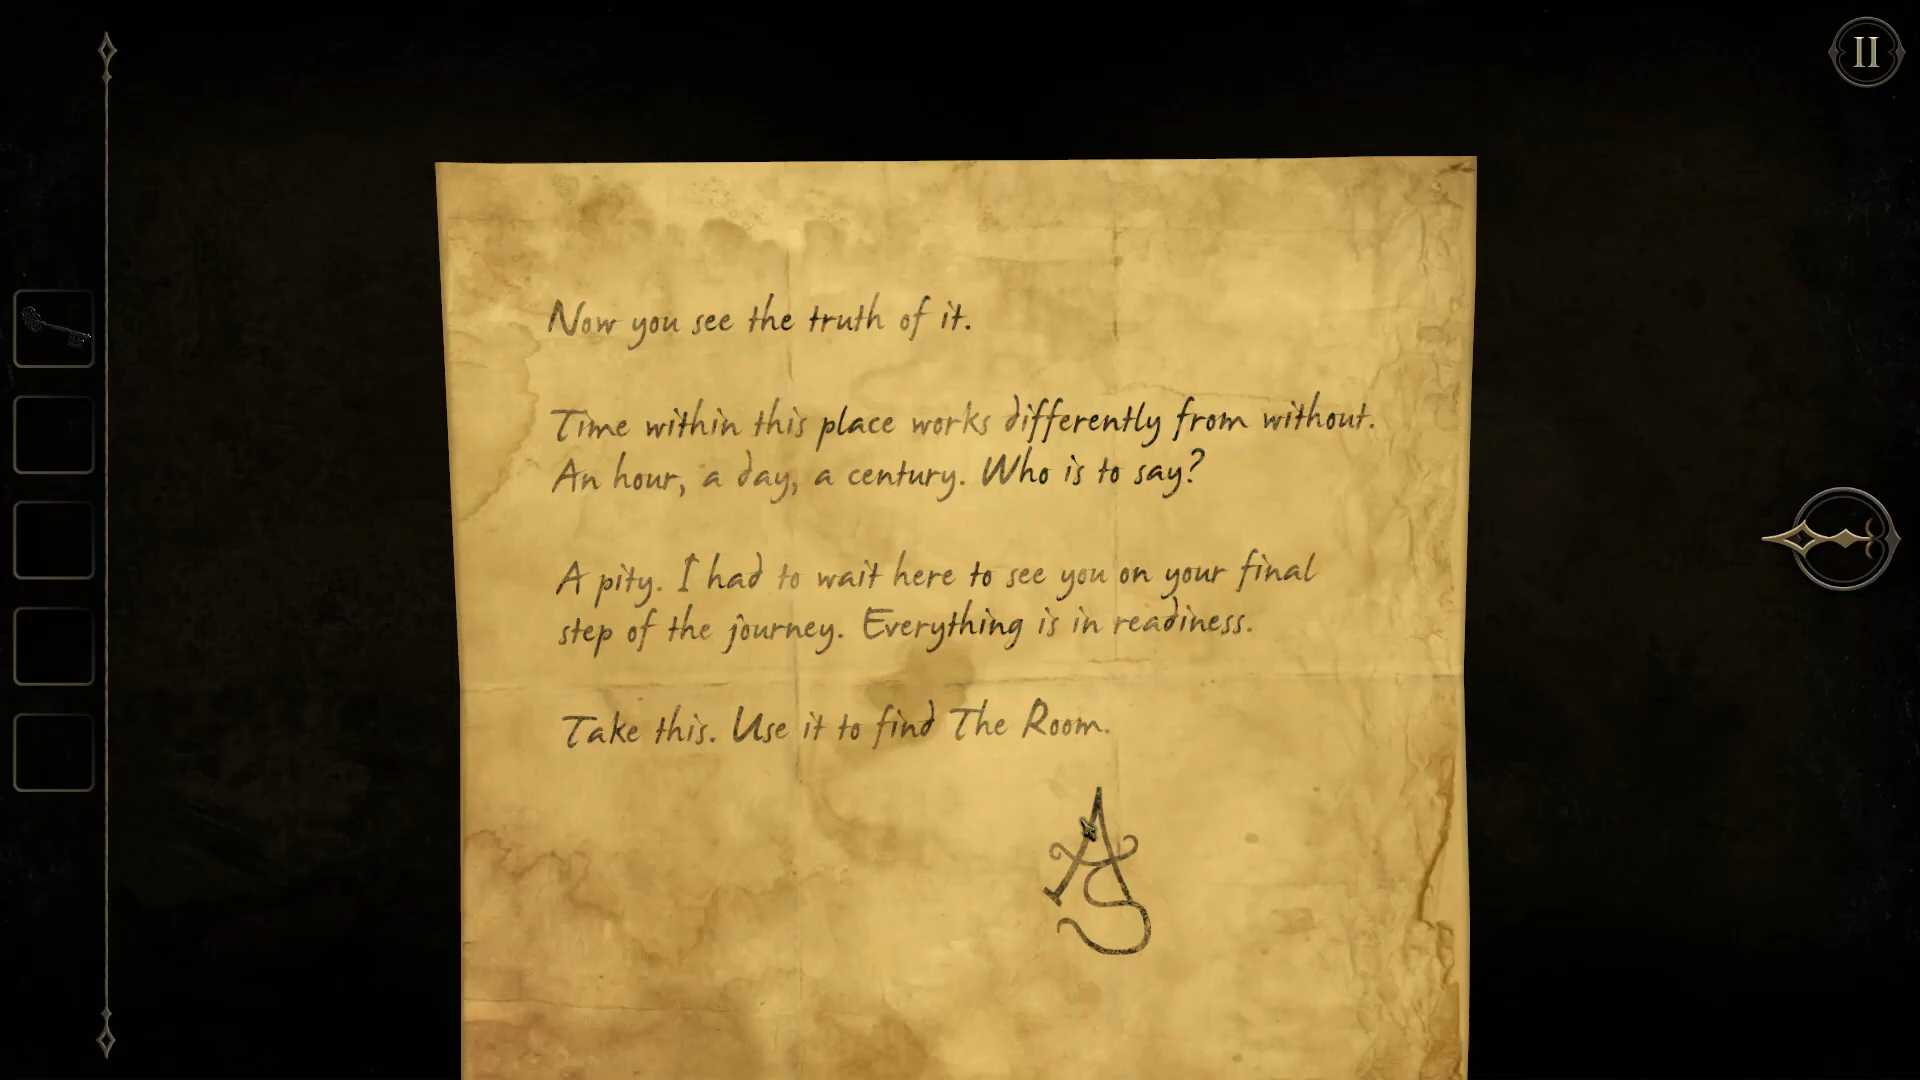 Now you see the truth of it.
Time within this place works differently from without.
An hour, a day, a century. Who is to say?
A pity. I had to wait here to see you on your final
step of the journey. Everything is in readiness.
Take this. Use it to find The Room.
AS